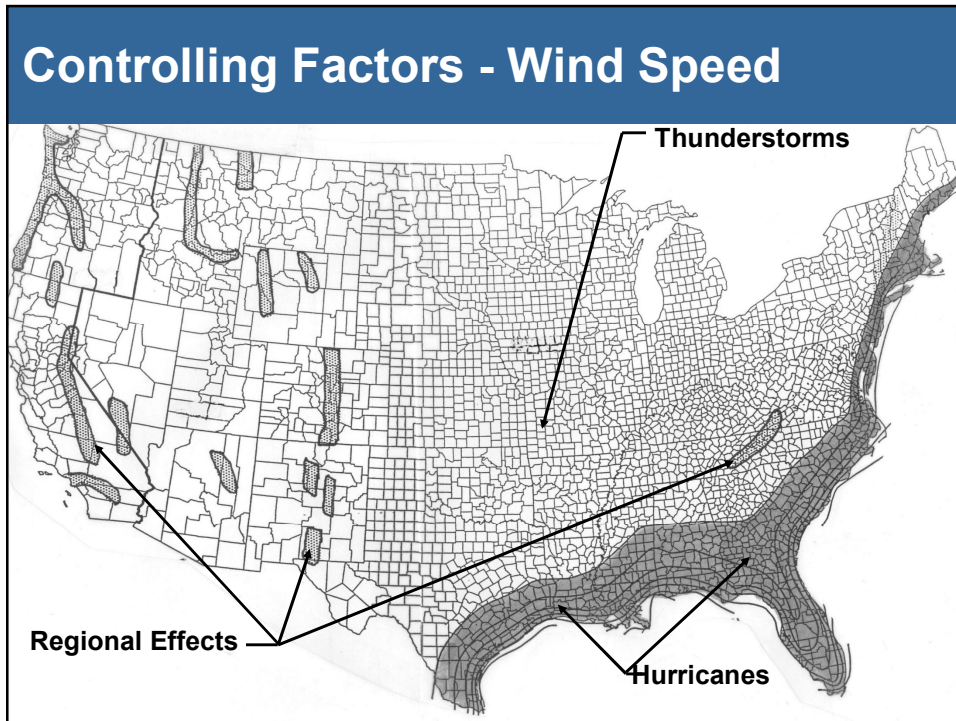 Controlling Factors - Wind Speed
Thunderstorms
Regional Effects
Hurricanes